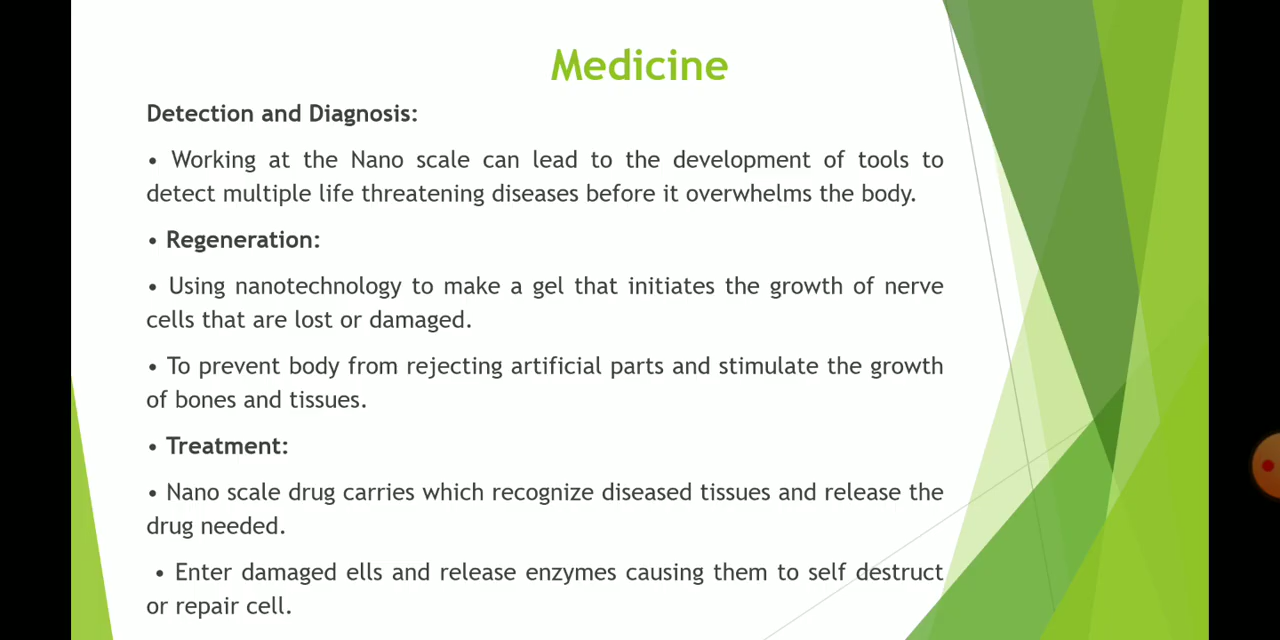 Medicine
Detection and Diagnosis:
• Working at the Nano scale can lead to the development of tools to
detect multiple life threatening diseases before it overwhelms the body.
• Regeneration:
• Using nanotechnology to make a gel that initiates the growth of nerve
cells that are lost or damaged.
• To prevent body from rejecting artificial parts and stimulate the growth
of bones and tissues.
• Treatment:
• Nano scale drug carries which recognize diseased tissues and release the
drug needed.
• Enter damaged ells and release enzymes causing them to self destruct
or repair cell.